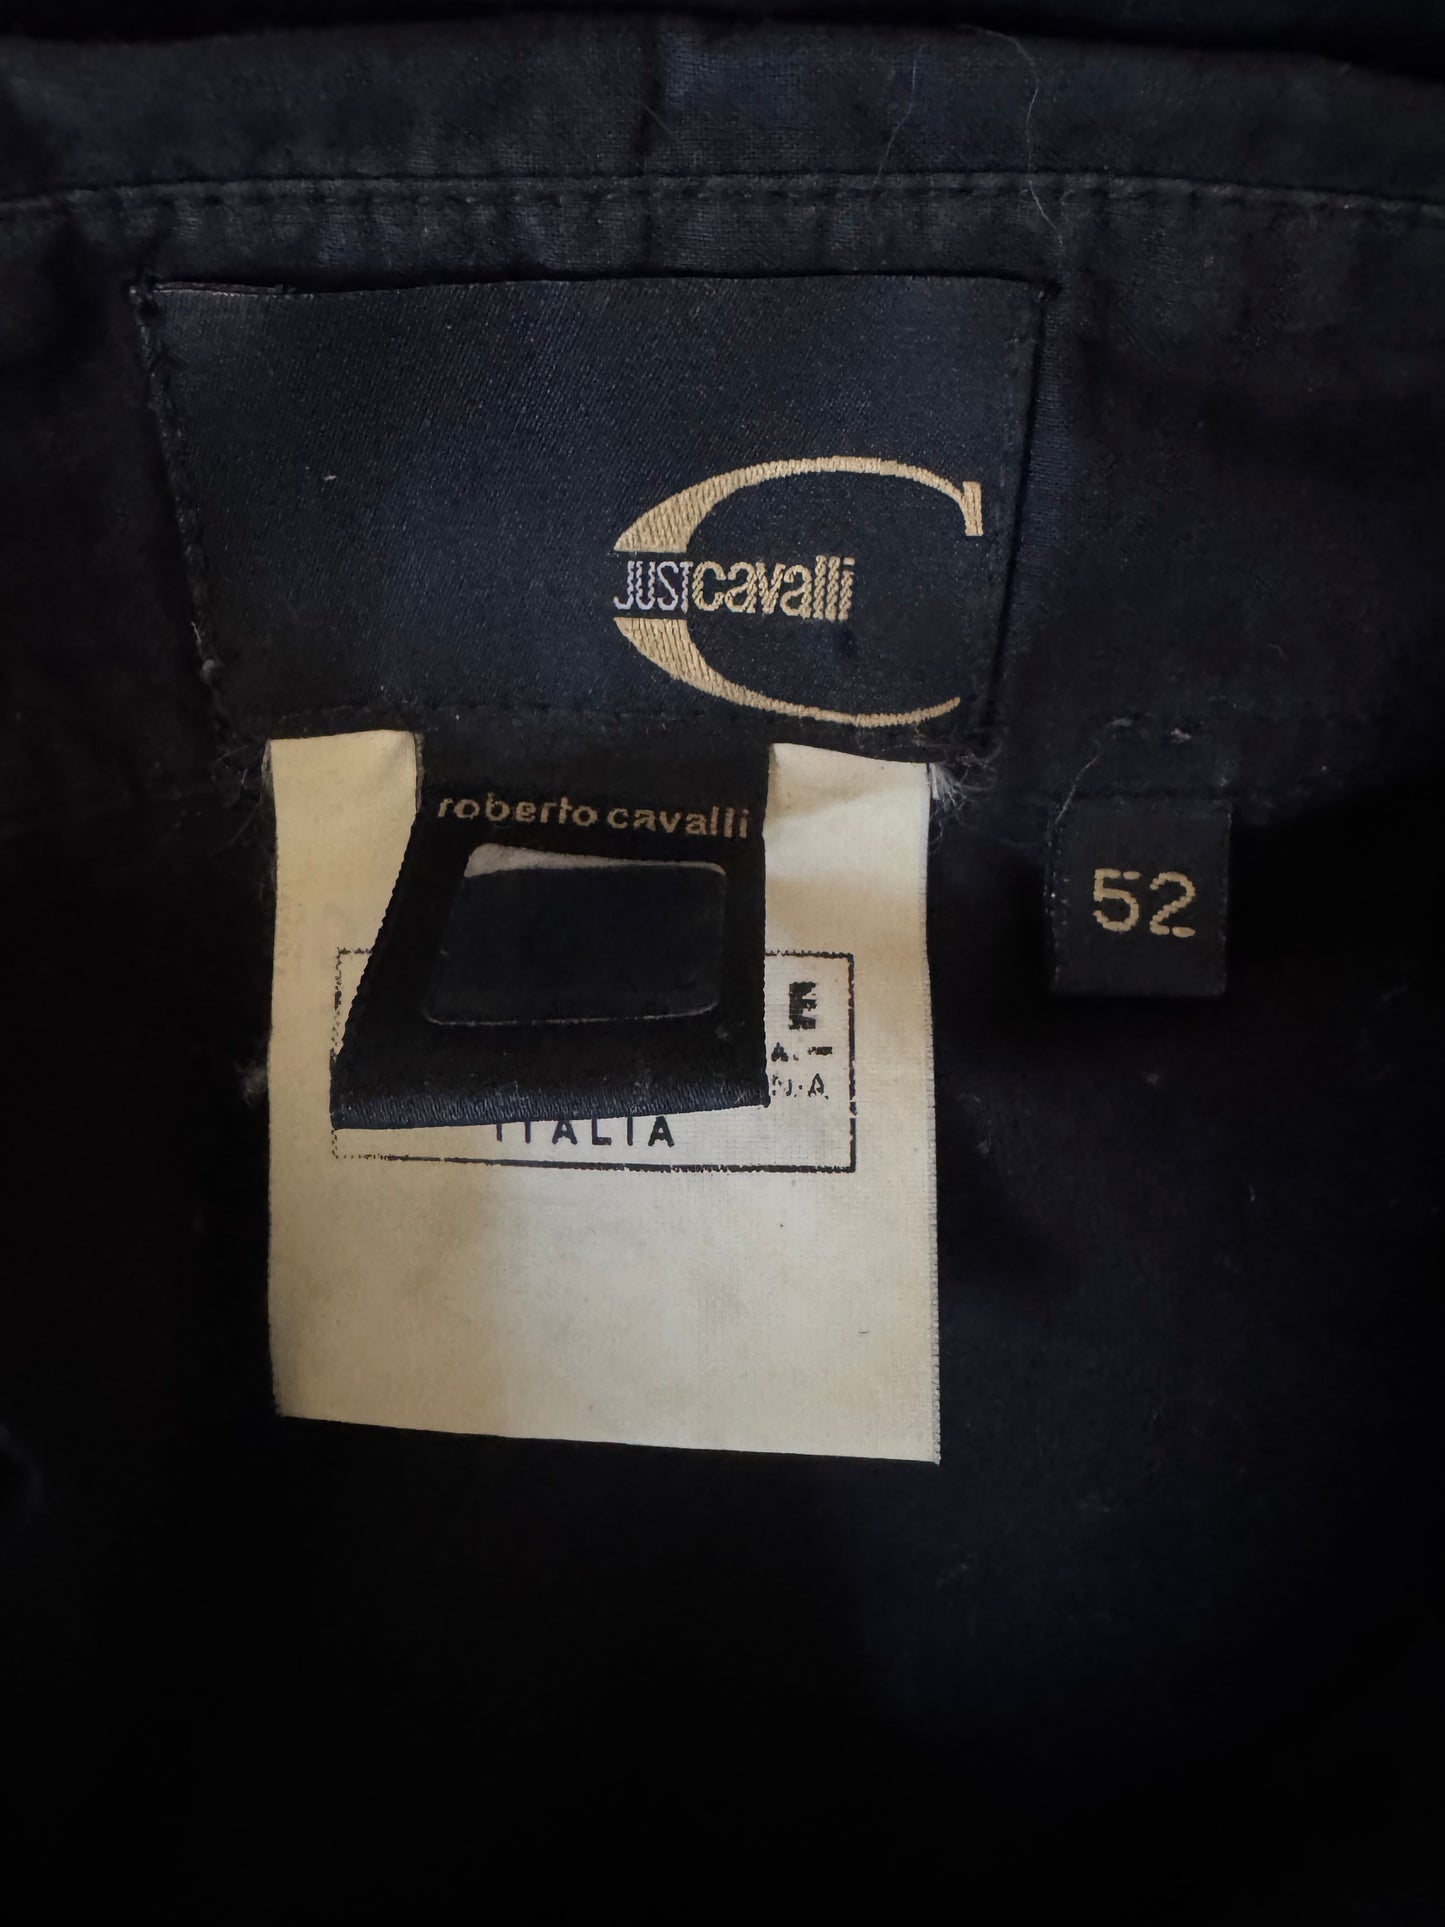 JUSTcavalli
roberto cavalli
52
E
A.
ITALIA